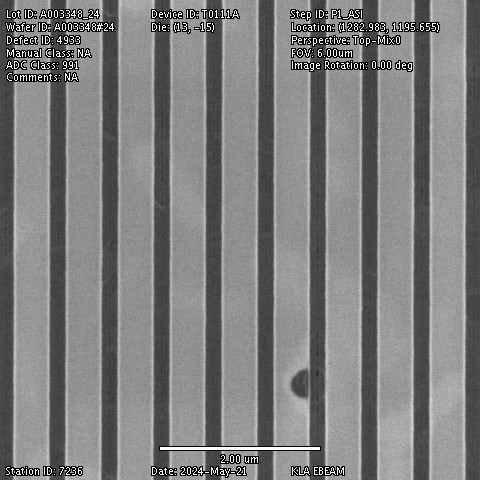 Lot ID: A003348_24
Wafer ID: A003348#24
Defect ID: 4933
Manual Class: NA
ADC Class: 991
Comments: NA
Device ID: T0111A
Die: (13, -15)
Step ID: P1_ASI
Location: (1282.983, 1195.655)
Perspective: Top-Mix0
FOV: 6.00um
Image Rotation: 0.00 deg
2.00 um
Station ID: 7236
Date: 2024-May-21
KLA EBEAM